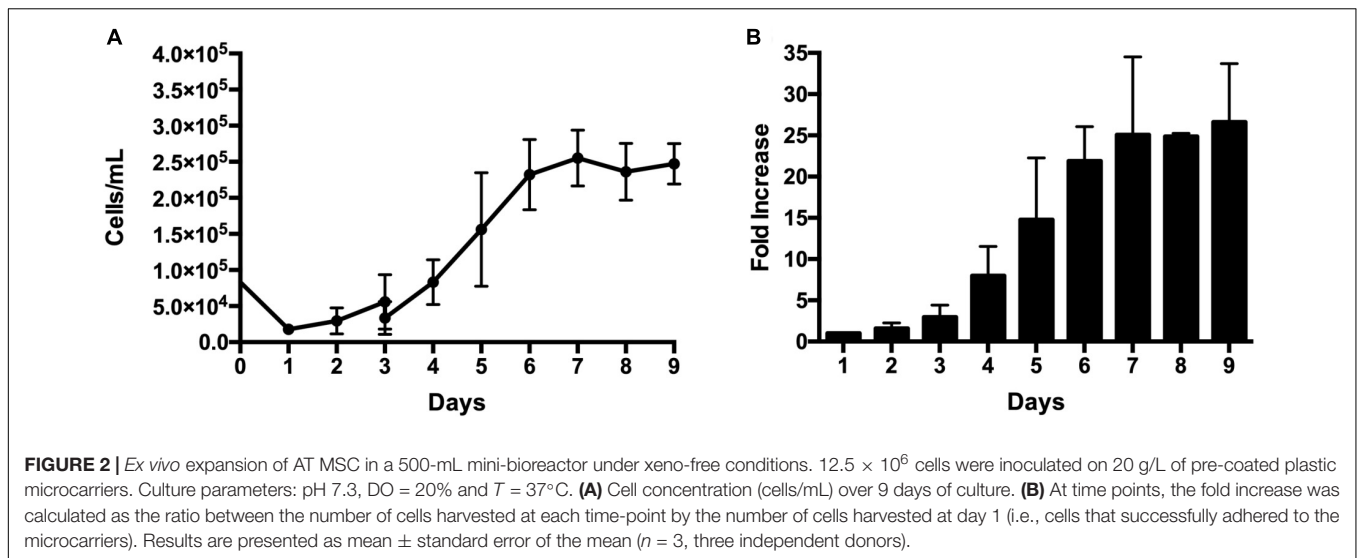 A
4.0×10⁵
3.5×10⁵
3.0×10⁵
2.5×10⁵
2.0×10⁵
1.5×10⁵
1.0×10⁵
5.0×10⁴
0.0
Cells/mL
0 1 2 3 4 5 6 7 8 9
Days
B
35
30
25
20
15
10
5
0
Fold Increase
1 2 3 4 5 6 7 8 9
Days
FIGURE 2 | Ex vivo expansion of AT MSC in a 500-mL mini-bioreactor under xeno-free conditions. 12.5 × 10⁶ cells were inoculated on 20 g/L of pre-coated plastic
microcarriers. Culture parameters: pH 7.3, DO = 20% and T = 37°C. (A) Cell concentration (cells/mL) over 9 days of culture. (B) At time points, the fold increase was
calculated as the ratio between the number of cells harvested at each time-point by the number of cells harvested at day 1 (i.e., cells that successfully adhered to the
microcarriers). Results are presented as mean ± standard error of the mean (n = 3, three independent donors).